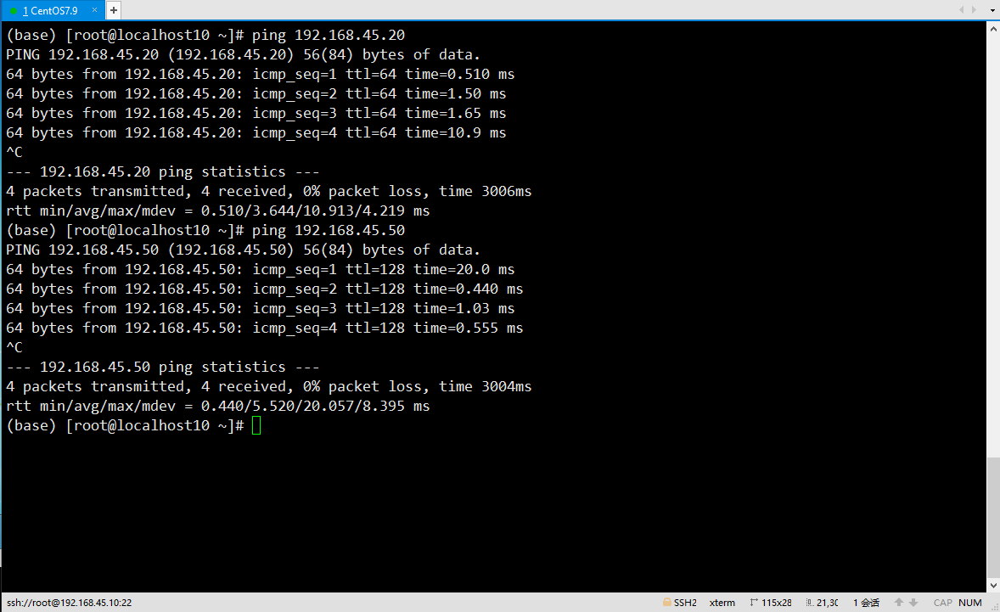 1 CentOS7.9 × +
(base) [root@localhost10 ~]# ping 192.168.45.20
PING 192.168.45.20 (192.168.45.20) 56(84) bytes of data.
64 bytes from 192.168.45.20: icmp_seq=1 ttl=64 time=0.510 ms
64 bytes from 192.168.45.20: icmp_seq=2 ttl=64 time=1.50 ms
64 bytes from 192.168.45.20: icmp_seq=3 ttl=64 time=1.65 ms
64 bytes from 192.168.45.20: icmp_seq=4 ttl=64 time=10.9 ms
^C
--- 192.168.45.20 ping statistics ---
4 packets transmitted, 4 received, 0% packet loss, time 3006ms
rtt min/avg/max/mdev = 0.510/3.644/10.913/4.219 ms
(base) [root@localhost10 ~]# ping 192.168.45.50
PING 192.168.45.50 (192.168.45.50) 56(84) bytes of data.
64 bytes from 192.168.45.50: icmp_seq=1 ttl=128 time=20.0 ms
64 bytes from 192.168.45.50: icmp_seq=2 ttl=128 time=0.440 ms
64 bytes from 192.168.45.50: icmp_seq=3 ttl=128 time=1.03 ms
64 bytes from 192.168.45.50: icmp_seq=4 ttl=128 time=0.555 ms
^C
--- 192.168.45.50 ping statistics ---
4 packets transmitted, 4 received, 0% packet loss, time 3004ms
rtt min/avg/max/mdev = 0.440/5.520/20.057/8.395 ms
(base) [root@localhost10 ~]#
ssh://root@192.168.45.10:22 SSH2 xterm 115x28 21,30 1 会话 CAP NUM